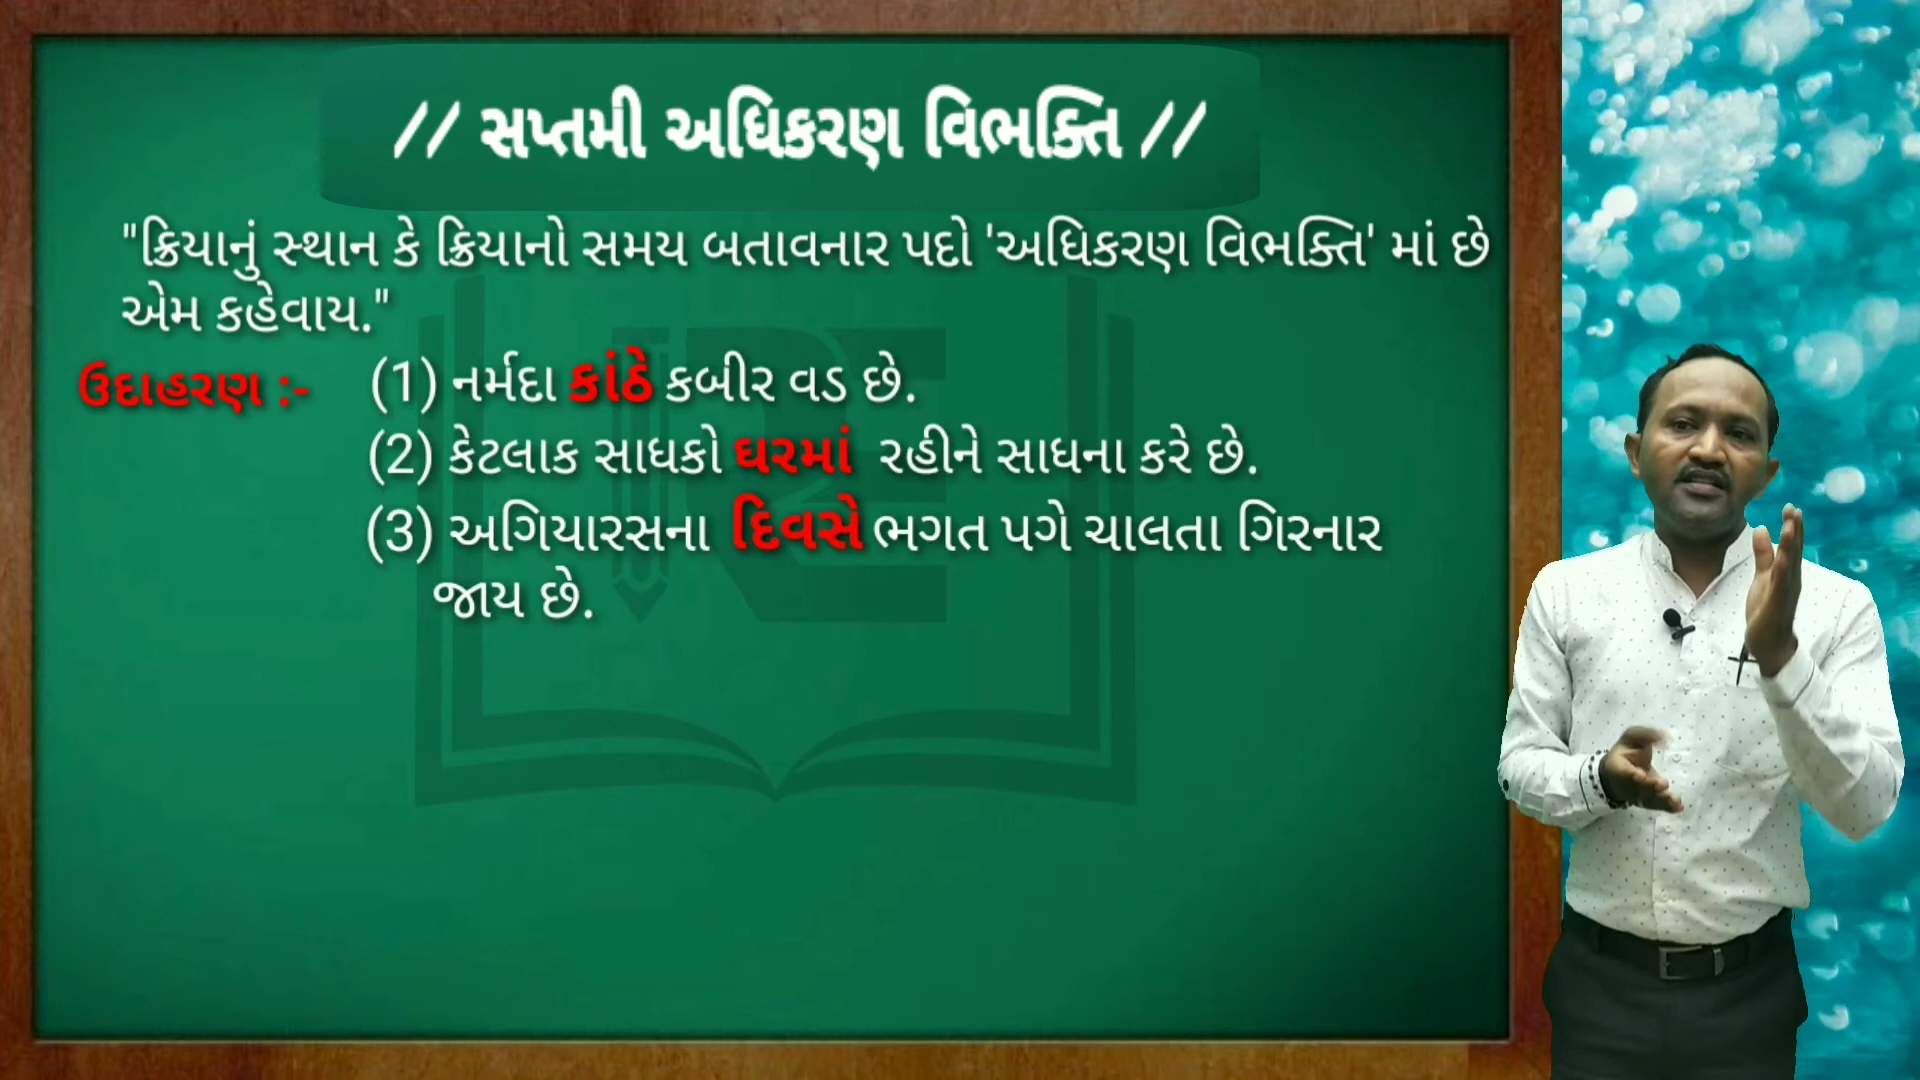 // સપ્તમી અધિકરણ વિભક્તિ //
"ક્રિયાનું સ્થાન કે ક્રિયાનો સમય બતાવનાર પદો 'અધિકરણ વિભક્તિ' માં છે
એમ કહેવાય."
ઉદાહરણ :- (1) નર્મદા કાંઠે કબીર વડ છે.
(2) કેટલાક સાધકો ઘરમાં રહીને સાધના કરે છે.
(3) અગિયારસના દિવસે ભગત પગે ચાલતા ગિરનાર
જાય છે.